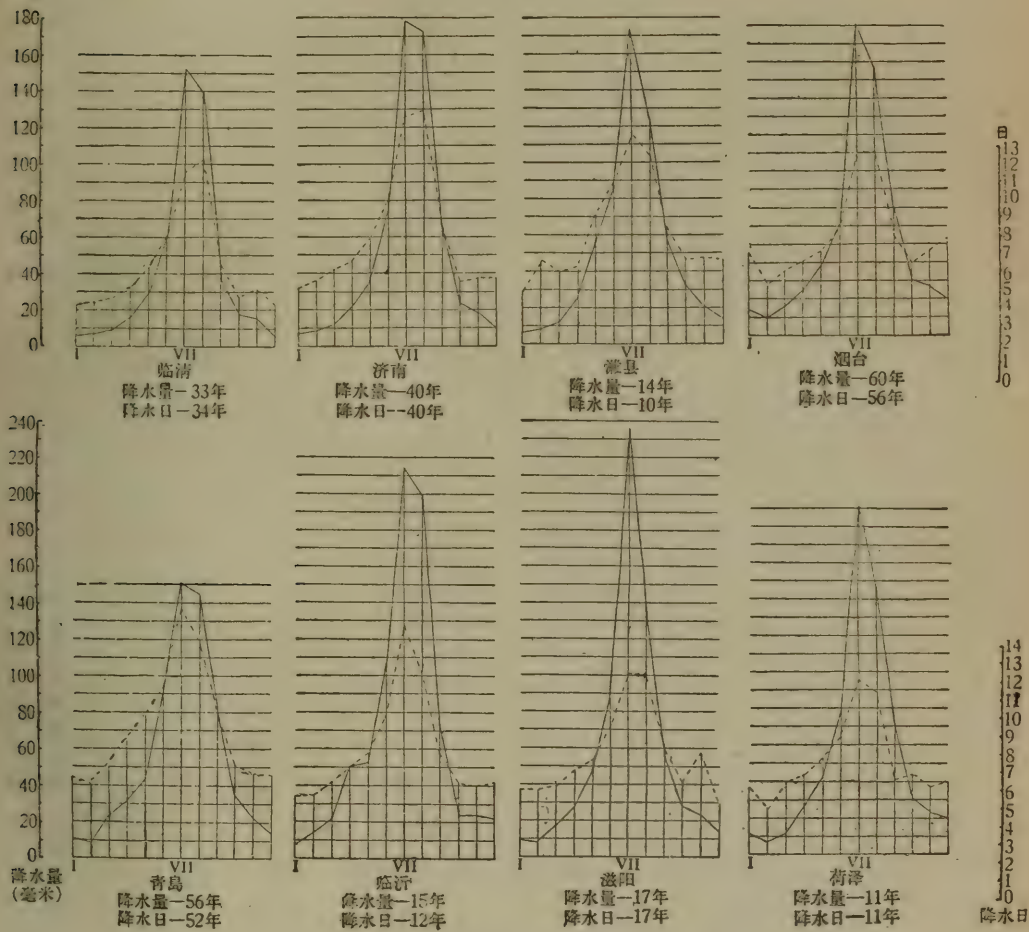 180
160
140
120
100
80
60
40
20
0
I VII
临清
降水量—33年
降水日—34年
I VII
济南
降水量—40年
降水日--40年
I VII
潍县
降水量—14年
降水日—10年
I VII
烟台
降水量—60年
降水日—56年
日
13
12
11
10
9
8
7
6
5
4
3
2
1
0
240
220
200
180
160
140
120
100
80
60
40
20
0
降水量
(毫米)
I VII
青岛
降水量—56年
降水日—52年
I VII
临沂
降水量—15年
降水日—12年
I VII
滋阳
降水量—17年
降水日—17年
I VII
荷泽
降水量—11年
降水日—11年
14
13
12
11
10
9
8
7
6
5
4
3
2
1
0
降水日